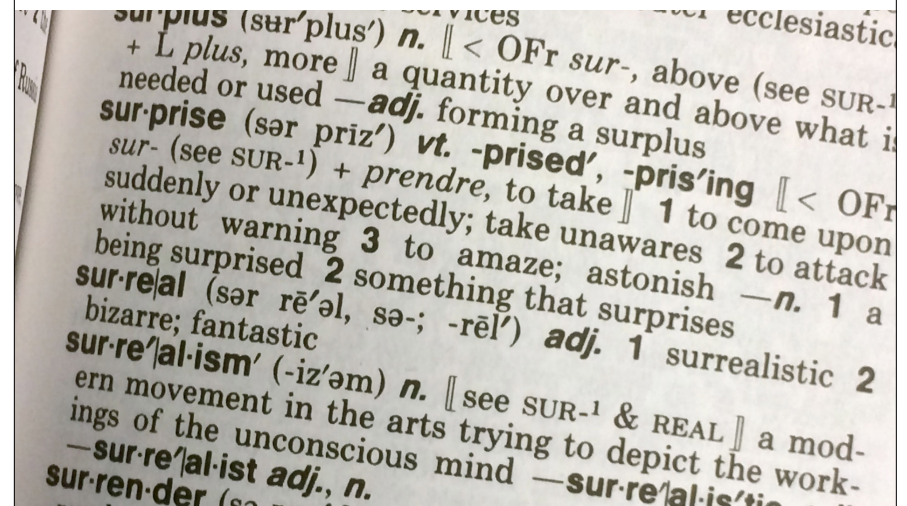 services
ecclesiastic
sur·plus (sʉr′plus′) n. ⟦ < OFr sur-, above (see SUR-¹
+ L plus, more ⟧ a quantity over and above what is
needed or used —adj. forming a surplus
sur·prise (sər prīz′) vt. -prised′, -pris′ing ⟦ < OFr
sur- (see SUR-¹) + prendre, to take ⟧ 1 to come upon
suddenly or unexpectedly; take unawares 2 to attack
without warning 3 to amaze; astonish —n. 1 a
being surprised 2 something that surprises
sur·re|al (sər rē′əl, sə-; -rēl′) adj. 1 surrealistic 2
bizarre; fantastic
sur·re′|al·ism′ (-iz′əm) n. ⟦ see SUR-¹ & REAL ⟧ a mod-
ern movement in the arts trying to depict the work-
ings of the unconscious mind —sur·re′|al·is′tic
—sur·re′|al·ist adj., n.
sur·ren·der (sə